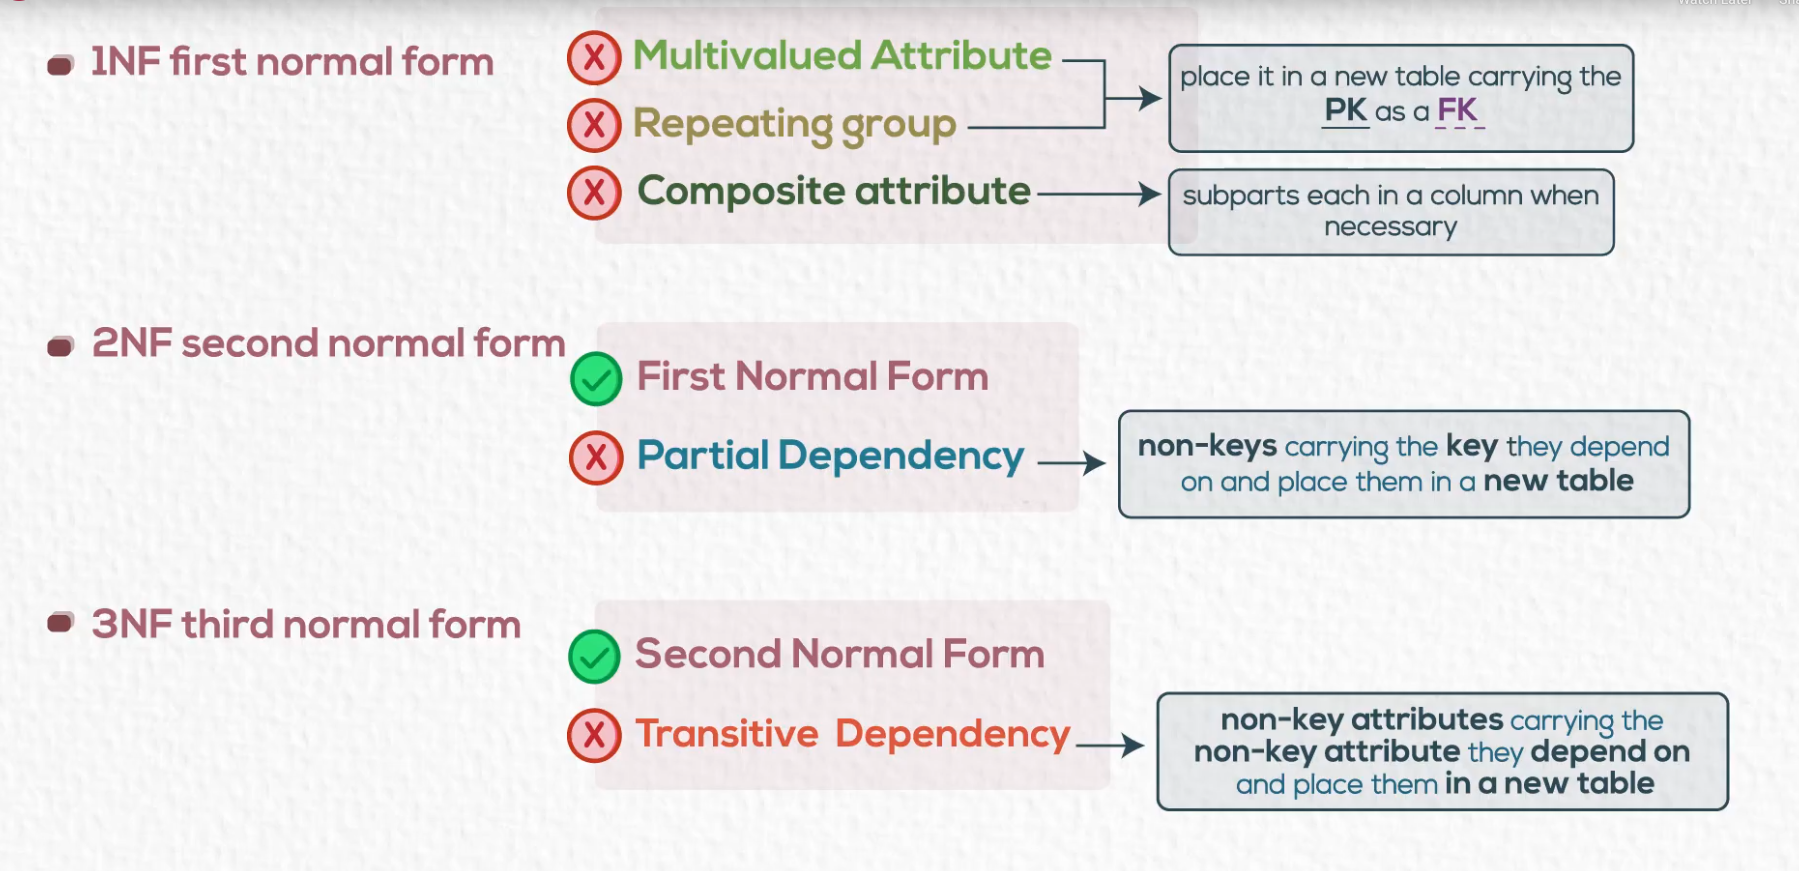 Watch Later
1NF first normal form
X Multivalued Attribute
X Repeating group
X Composite attribute
place it in a new table carrying the
PK as a FK
subparts each in a column when
necessary
2NF second normal form
First Normal Form
X Partial Dependency
non-keys carrying the key they depend
on and place them in a new table
3NF third normal form
Second Normal Form
X Transitive Dependency
non-key attributes carrying the
non-key attribute they depend on
and place them in a new table